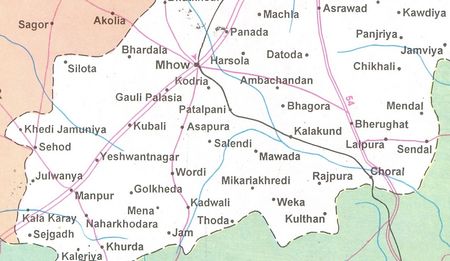 Asrawad
Kawdiya
Akolia
Machla
Sagor
Panada
Panjriya
Jamviya
Bhardala
Datoda
Harsola
Silota
Mhow
Chikhali
Kodria
Ambachandan
Gauli Palasia
54
Patalpani
Bhagora
Mendal
Khedi Jamuniya
Kubali
Asapura
Kalakund
Bherughat
Sehod
Salendi
Lalpura
Sendal
Yeshwantnagar
Mawada
Julwanya
Wordi
Choral
Manpur
Golkheda
Mikariakhredi
Rajpura
Kadwali
Weka
Kala Karay
Mena
Naharkhodara
Thoda
Kulthan
Sejgadh
Jam
Khurda
Kaleriya